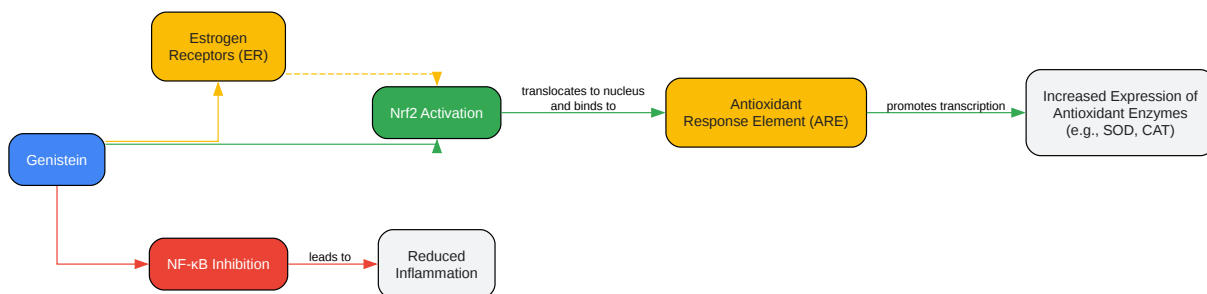 Estrogen
Receptors (ER)
Nrf2 Activation
translocates to nucleus
and binds to
Antioxidant
Response Element (ARE)
promotes transcription
Increased Expression of
Antioxidant Enzymes
(e.g., SOD, CAT)
Genistein
NF-κB Inhibition
leads to
Reduced
Inflammation